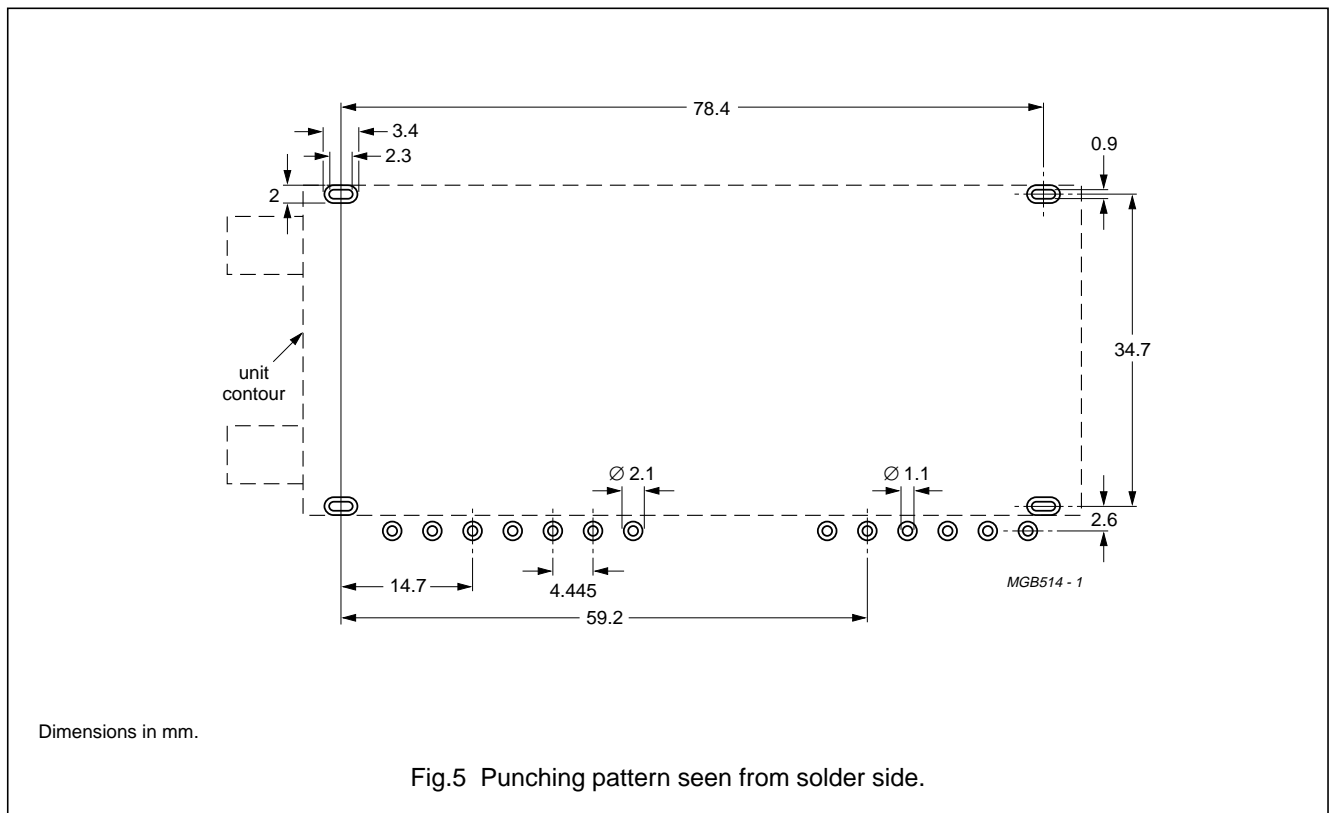 78.4
3.4
2.3
0.9
2
34.7
unit
contour
∅ 2.1
∅ 1.1
2.6
14.7
4.445
MGB514 - 1
59.2
Dimensions in mm.
Fig.5 Punching pattern seen from solder side.